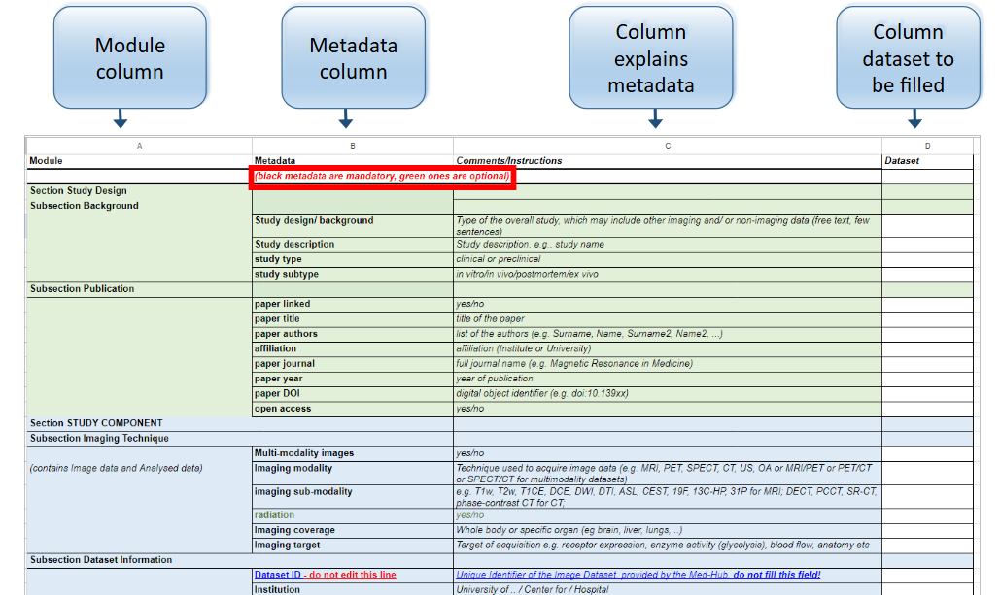 Module
column
Metadata
column
Column
explains
metadata
Column
dataset to
be filled
A B C D
Module Metadata Comments/Instructions Dataset
(black metadata are mandatory, green ones are optional)
Section Study Design
Subsection Background
Study design/ background Type of the overall study, which may include other imaging and/ or non-imaging data (free text, few
sentences)
Study description Study description, e.g., study name
study type clinical or preclinical
study subtype in vitro/in vivo/postmortem/ex vivo
Subsection Publication
paper linked yes/no
paper title title of the paper
paper authors list of the authors (e.g. Surname, Name, Surname2, Name2, ...)
affiliation affiliation (Institute or University)
paper journal full journal name (e.g. Magnetic Resonance in Medicine)
paper year year of publication
paper DOI digital object identifier (e.g. doi:10.139xx)
open access yes/no
Section STUDY COMPONENT
Subsection Imaging Technique
Multi-modality images yes/no
(contains Image data and Analysed data) Imaging modality Technique used to acquire image data (e.g. MRI, PET, SPECT, CT, US, OA or MRI/PET or PET/CT
or SPECT/CT for multimodality datasets)
imaging sub-modality e.g. T1w, T2w, T1CE, DCE, DWI, DTI, ASL, CEST, 19F, 13C-HP, 31P for MRI; DECT, PCCT, SR-CT,
phase-contrast CT for CT;
radiation yes/no
Imaging coverage Whole body or specific organ (eg brain, liver, lungs, ..)
Imaging target Target of acquisition e.g. receptor expression, enzyme activity (glycolysis), blood flow, anatomy etc
Subsection Dataset Information
Dataset ID - do not edit this line Unique Identifier of the Image Dataset, provided by the Med-Hub. do not fill this field!
Institution University of .. / Center for / Hospital